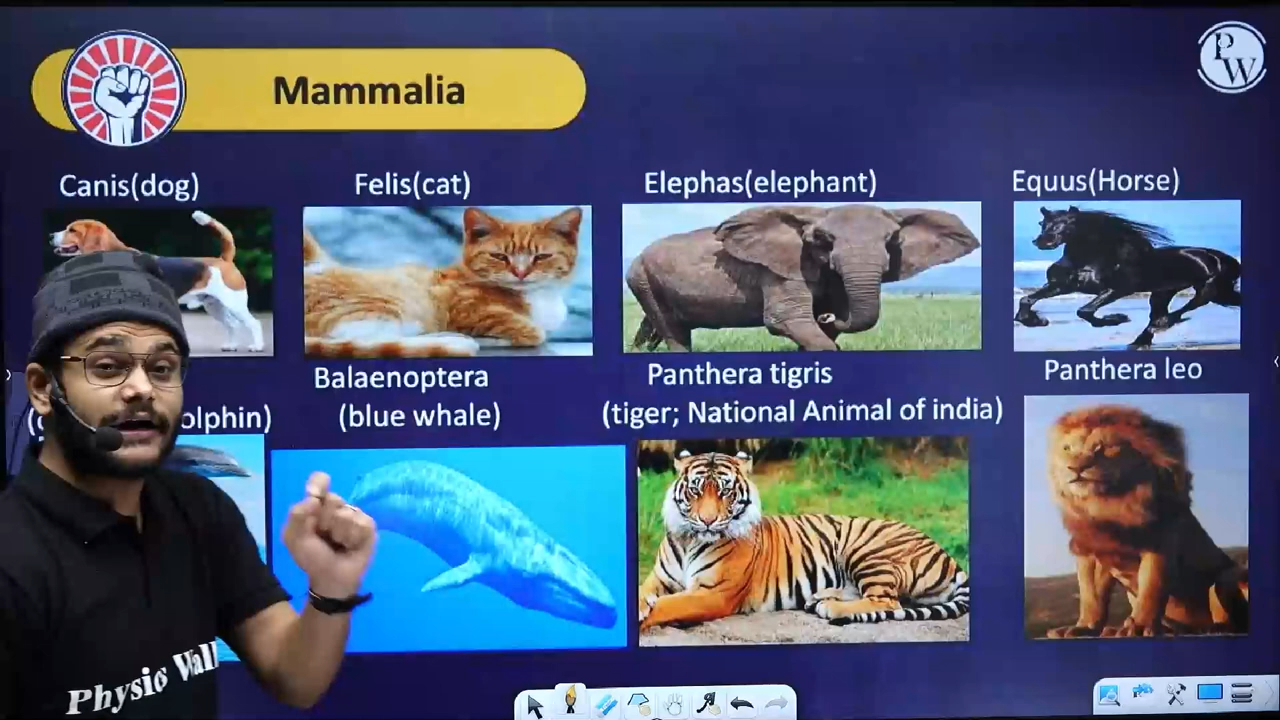 PW
Mammalia
Canis(dog)
Felis(cat)
Elephas(elephant)
Equus(Horse)
Balaenoptera
(blue whale)
Panthera tigris
(tiger; National Animal of india)
Panthera leo
Physic Wall